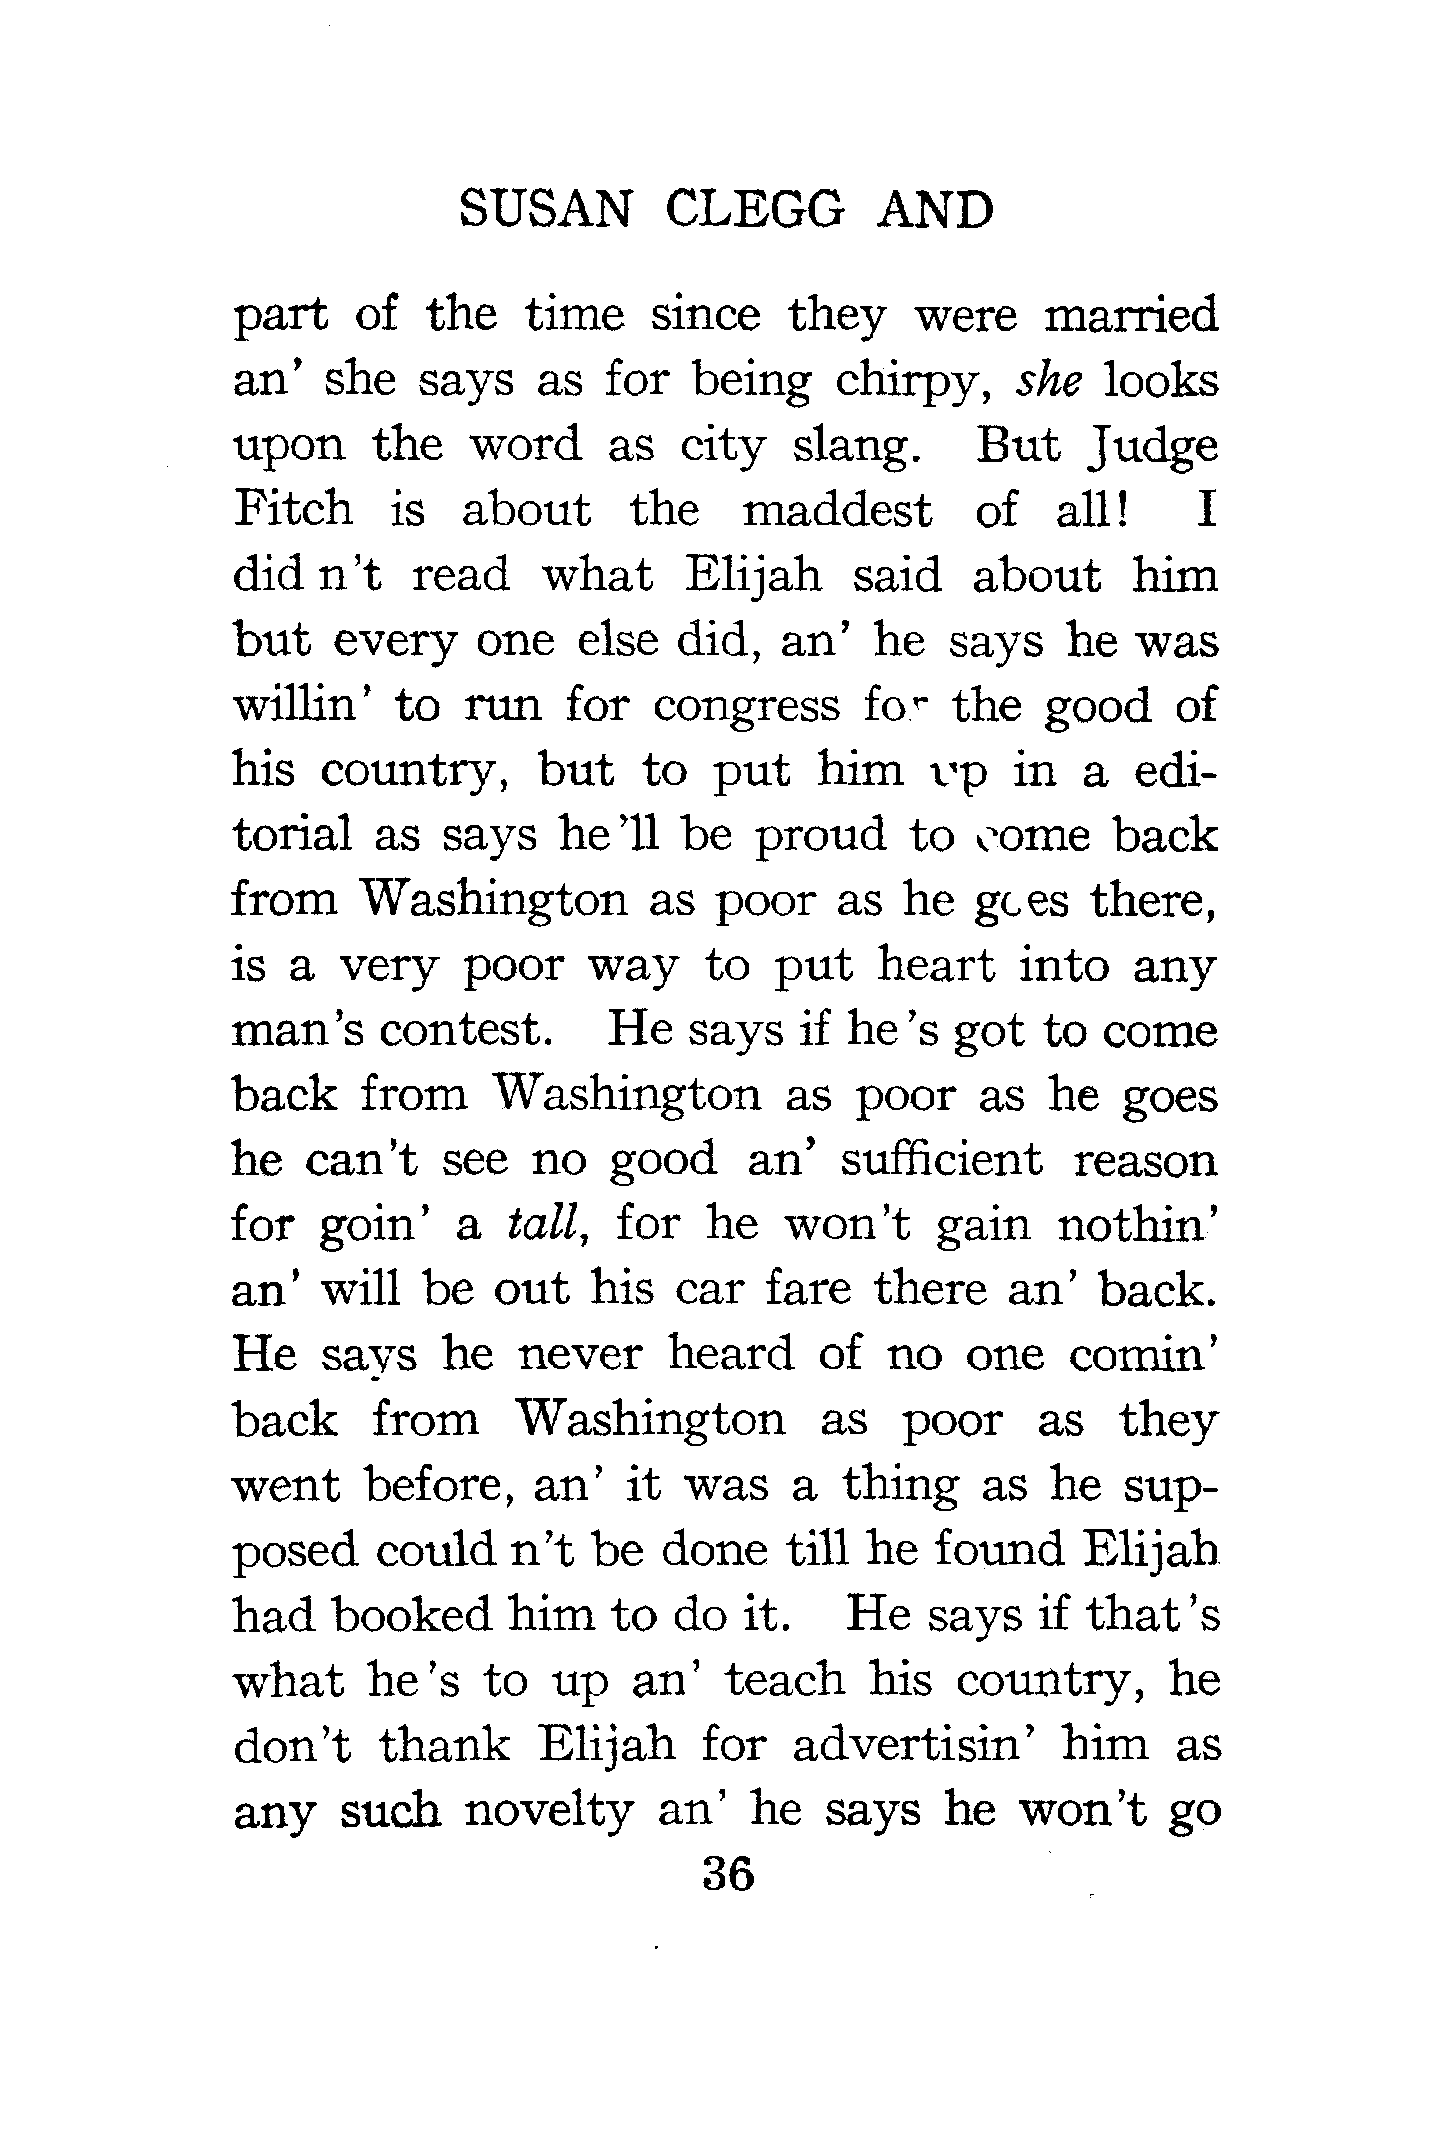 SUSAN CLEGG AND
part of the time since they were married
an' she says as for being chirpy, she looks
upon the word as city slang. But Judge
Fitch is about the maddest of all! I
did n't read what Elijah said about him
but every one else did, an' he says he was
willin' to run for congress for the good of
his country, but to put him up in a edi-
torial as says he'll be proud to come back
from Washington as poor as he goes there,
is a very poor way to put heart into any
man's contest. He says if he's got to come
back from Washington as poor as he goes
he can't see no good an' sufficient reason
for goin' a tall, for he won't gain nothin'
an' will be out his car fare there an' back.
He says he never heard of no one comin'
back from Washington as poor as they
went before, an' it was a thing as he sup-
posed could n't be done till he found Elijah
had booked him to do it. He says if that's
what he's to up an' teach his country, he
don't thank Elijah for advertisin' him as
any such novelty an' he says he won't go
36